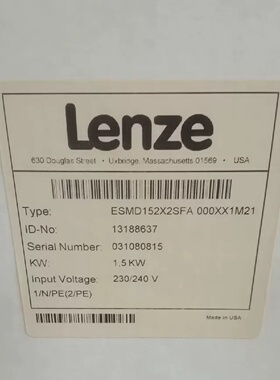 Lenze
630 Douglas Street • Uxbridge, Massachusetts 01569 • USA
Type: ESMD152X2SFA 000XX1M21
ID-No: 13188637
Serial Number: 031080815
KW: 1,5 KW
Input Voltage: 230/240 V
1/N/PE(2/PE)
Made in USA